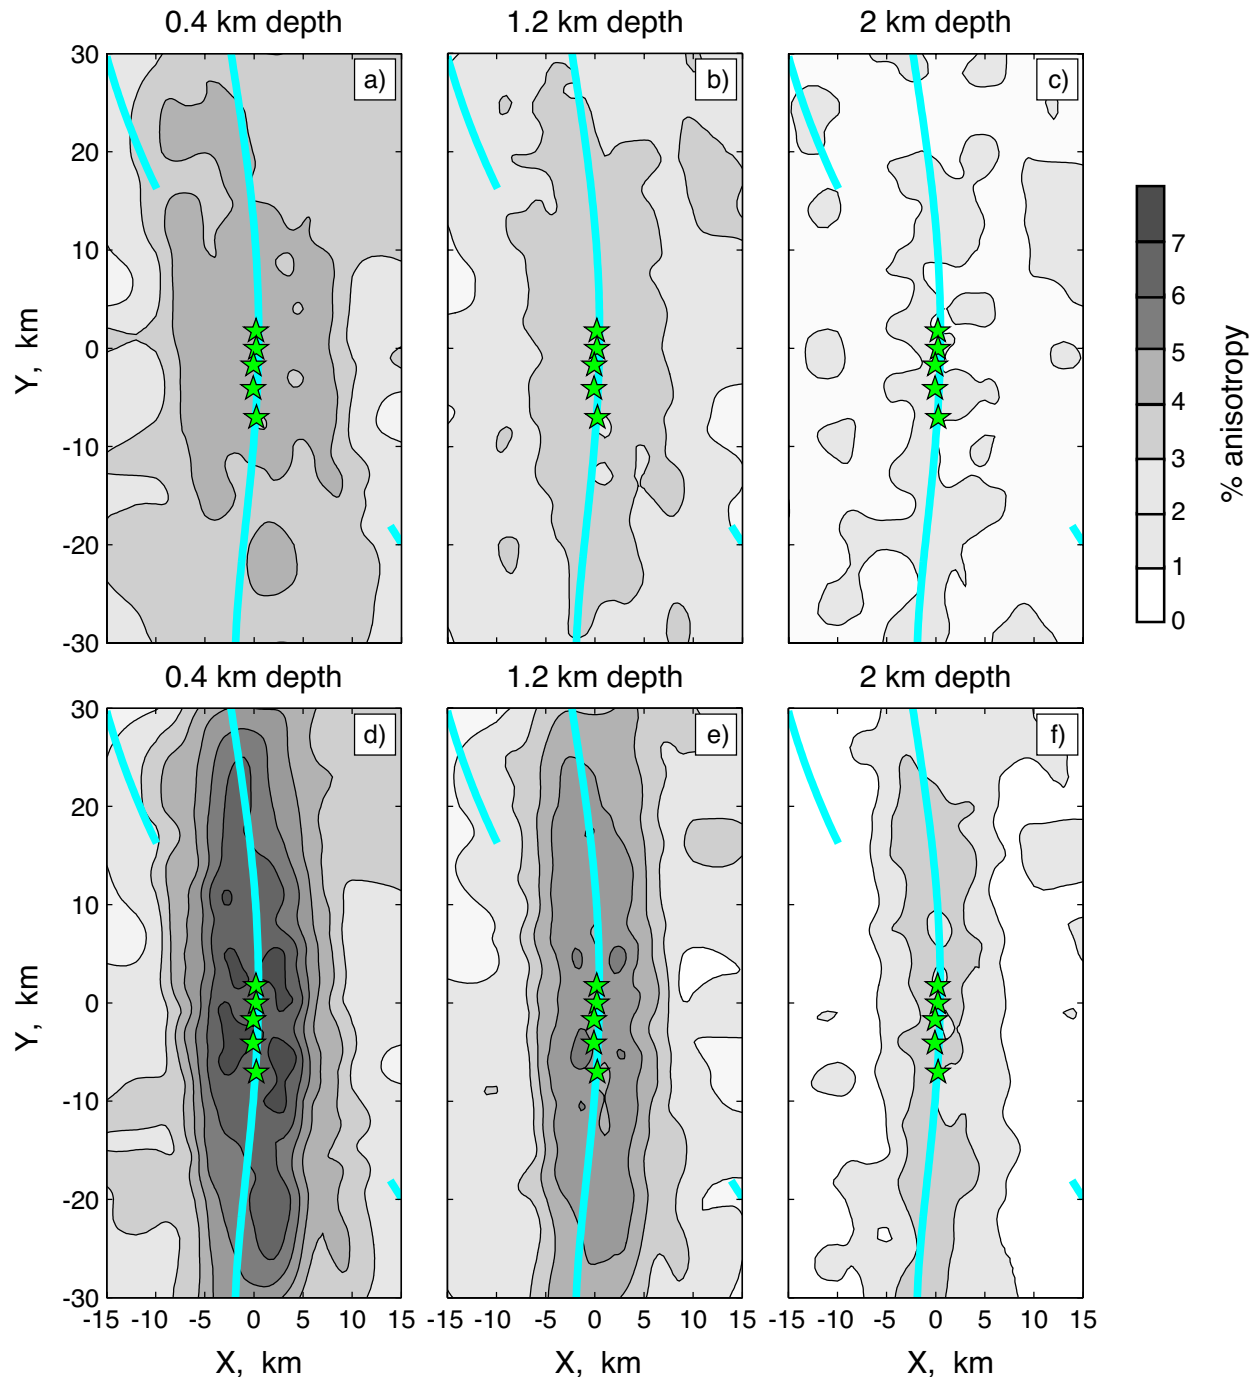 0.4 km depth
1.2 km depth
2 km depth
a)
b)
c)
30
20
10
0
-10
-20
-30
Y, km
7
6
5
4
3
2
1
0
% anisotropy
0.4 km depth
1.2 km depth
2 km depth
d)
e)
f)
30
20
10
0
-10
-20
-30
Y, km
-15 -10 -5 0 5 10 15
-15 -10 -5 0 5 10 15
-15 -10 -5 0 5 10 15
X, km
X, km
X, km